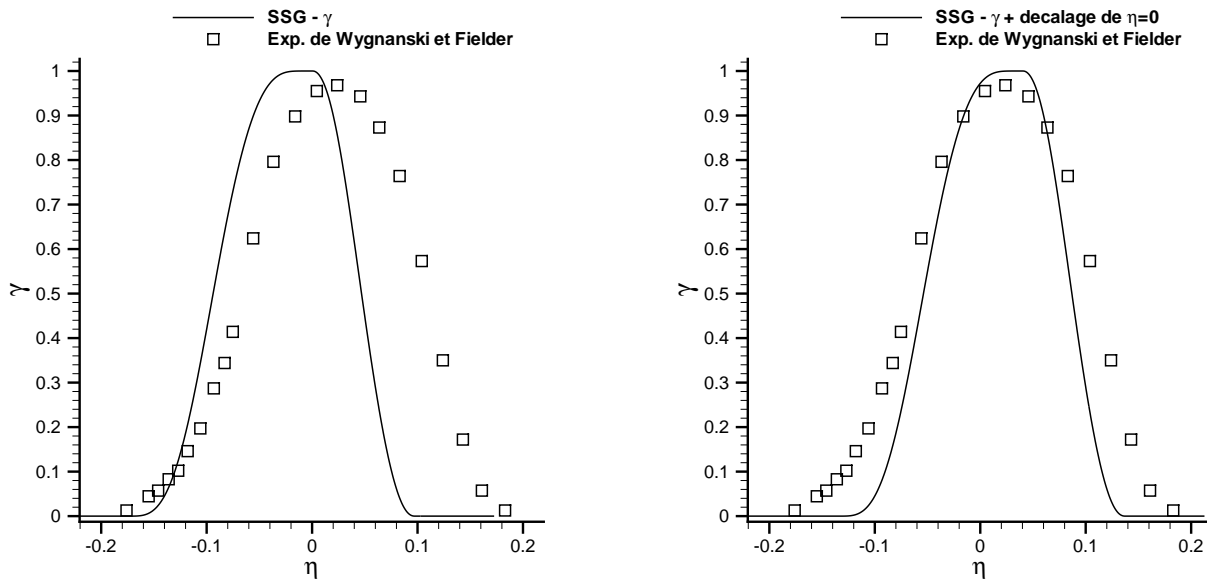 SSG - γ
Exp. de Wygnanski et Fielder
1
0.9
0.8
0.7
0.6
0.5
0.4
0.3
0.2
0.1
0
γ
-0.2 -0.1 0 0.1 0.2
η
SSG - γ + decalage de η=0
Exp. de Wygnanski et Fielder
1
0.9
0.8
0.7
0.6
0.5
0.4
0.3
0.2
0.1
0
γ
-0.2 -0.1 0 0.1 0.2
η